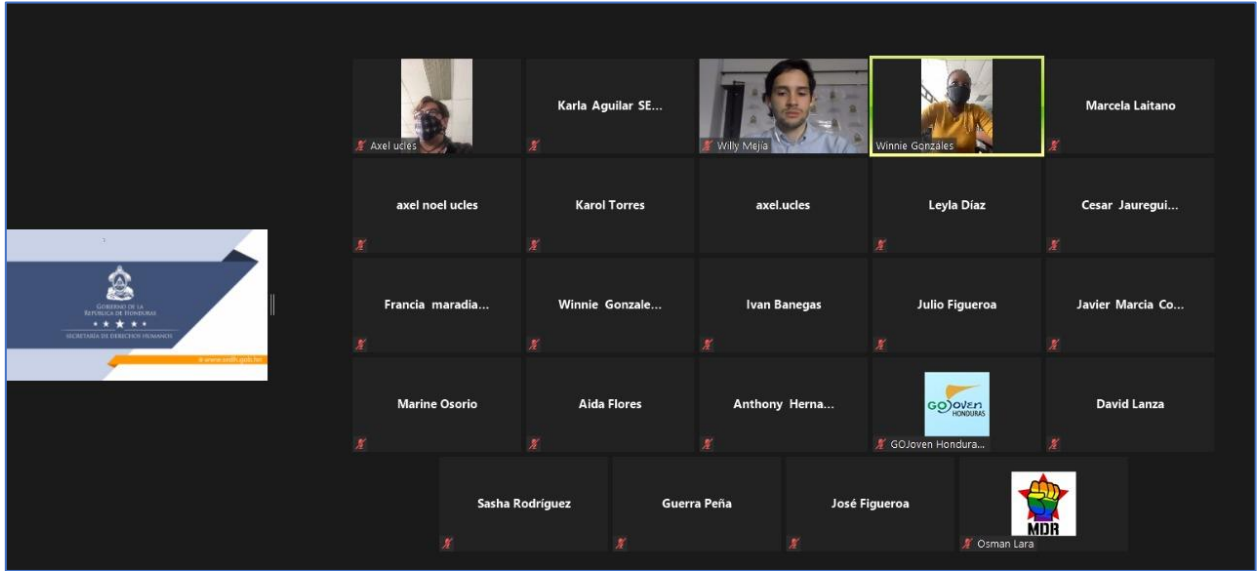 GOBIERNO DE LA
REPÚBLICA DE HONDURAS
SECRETARÍA DE DERECHOS HUMANOS
Axel ucles
Karla Aguilar SE...
Willy Mejia
Winnie Gonzáles
Marcela Laitano
axel noel ucles
Karol Torres
axel.ucles
Leyla Díaz
Cesar Jauregui...
Francia maradia...
Winnie Gonzale...
Ivan Banegas
Julio Figueroa
Javier Marcia Co...
Marine Osorio
Aida Flores
Anthony Herna...
GOJoven
HONDURAS
GOJoven Hondura...
David Lanza
Sasha Rodríguez
Guerra Peña
José Figueroa
MDR
Osman Lara